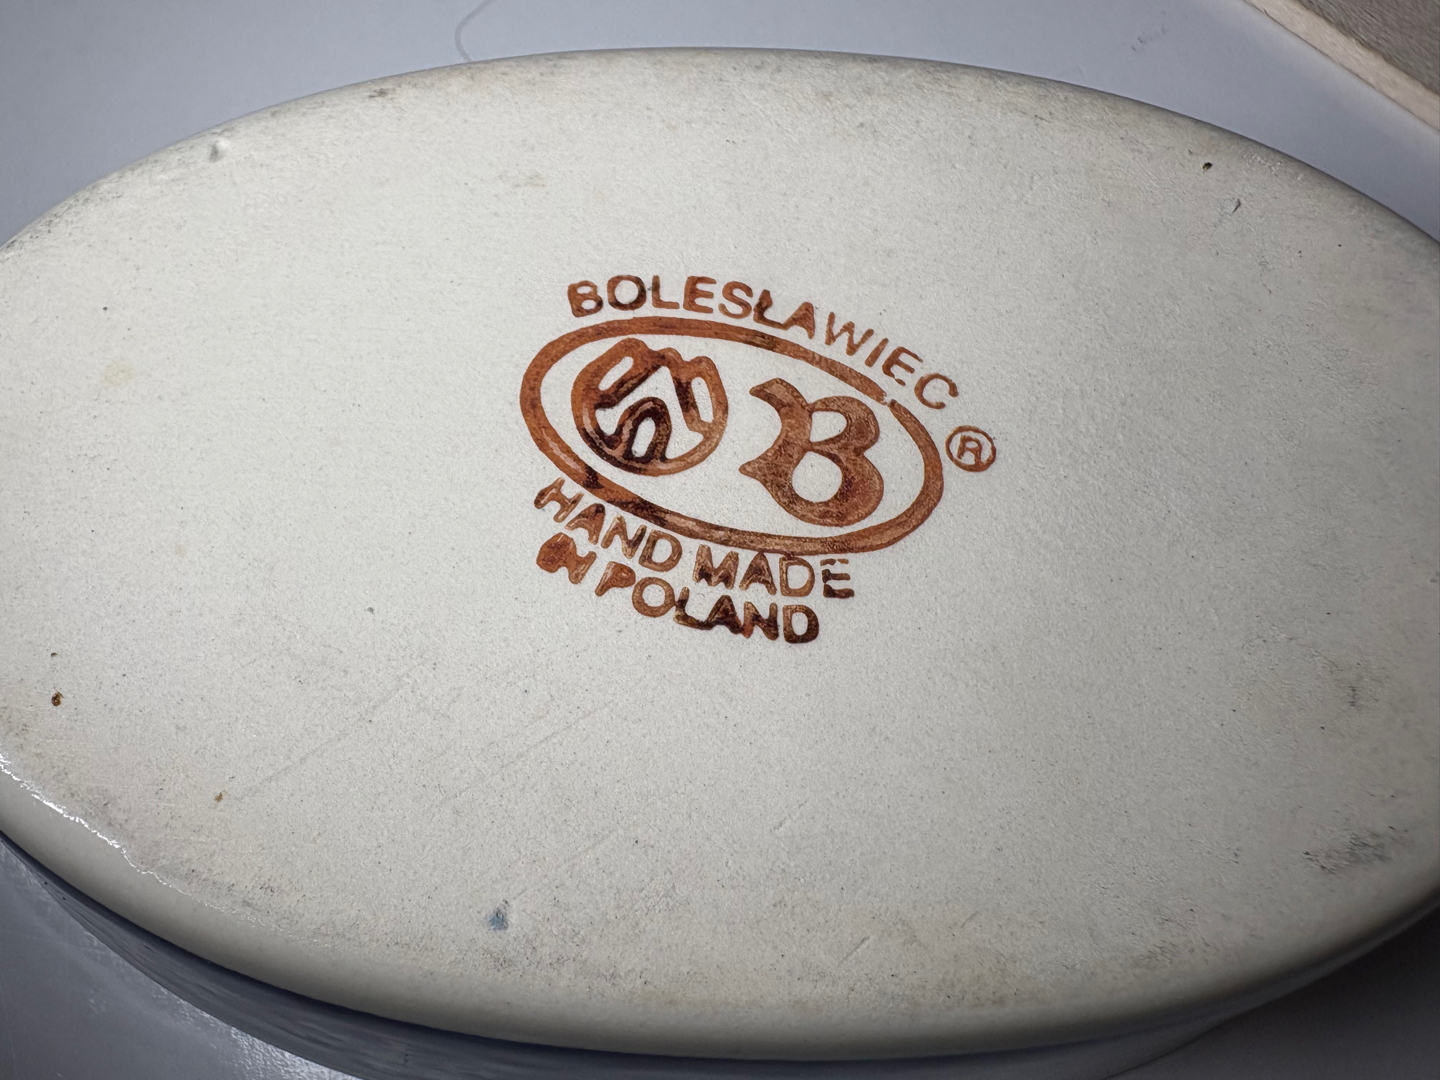 BOLESŁAWIEC
B
®
HAND MADE
IN POLAND